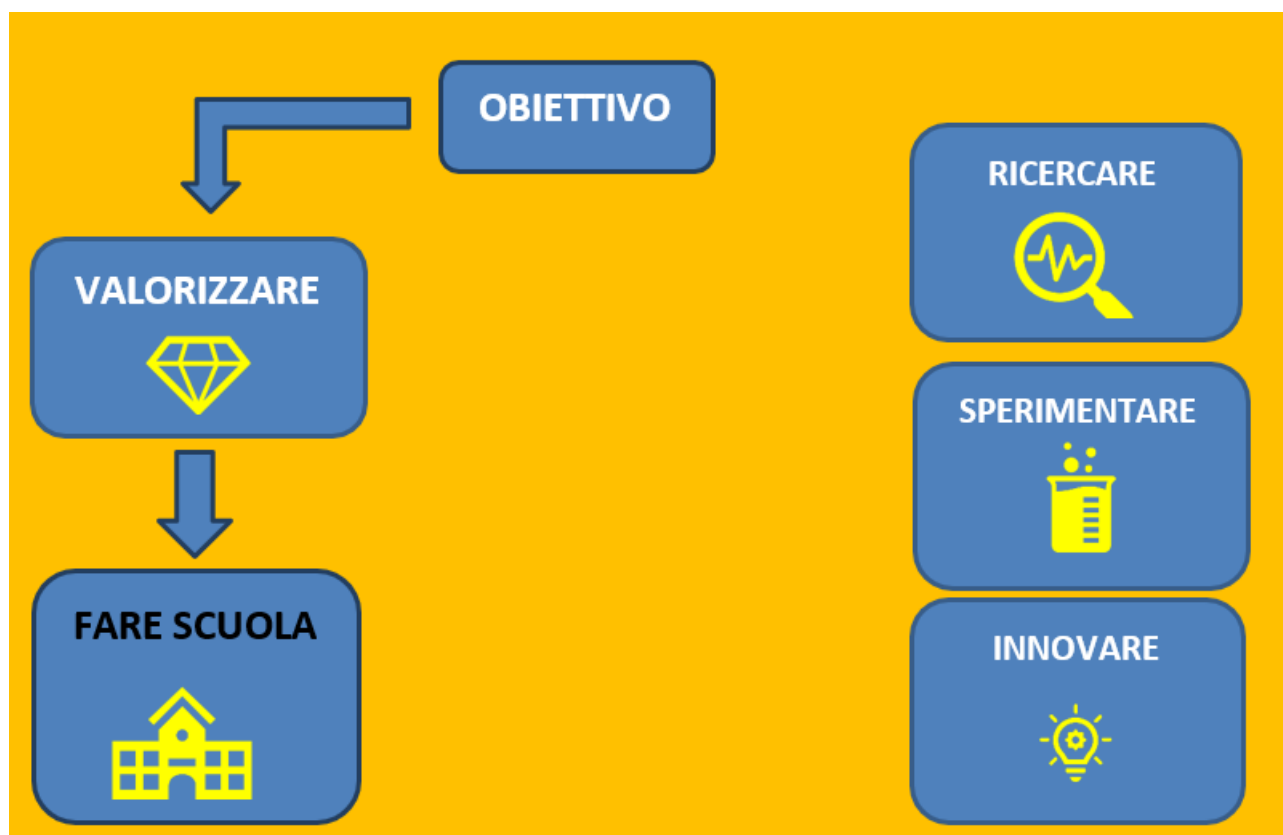 OBIETTIVO
VALORIZZARE
FARE SCUOLA
RICERCARE
SPERIMENTARE
INNOVARE